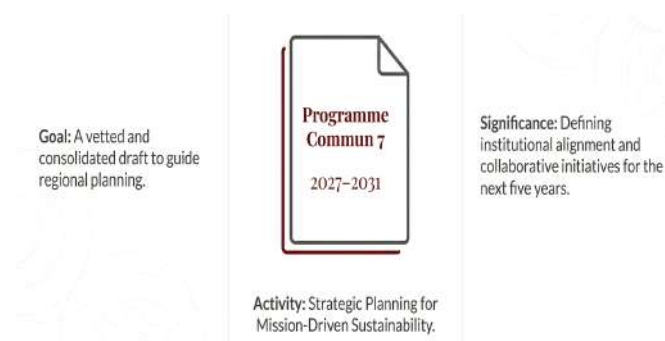 Goal: A vetted and
consolidated draft to guide
regional planning.
Programme
Commun 7
2027–2031
Activity: Strategic Planning for
Mission-Driven Sustainability.
Significance: Defining
institutional alignment and
collaborative initiatives for the
next five years.